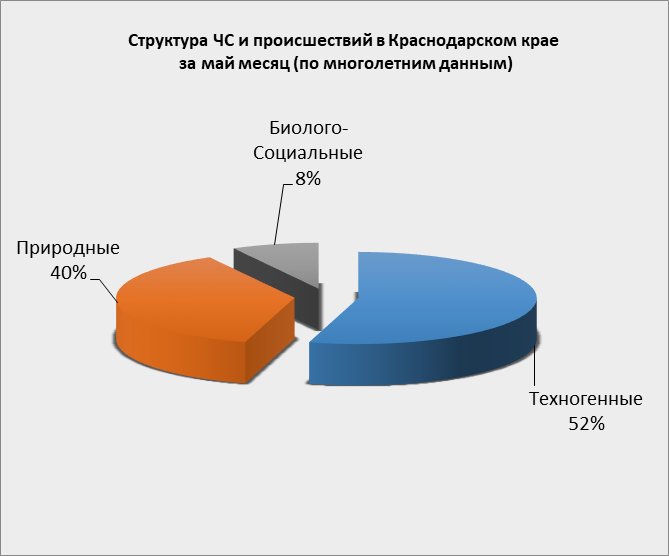 Структура ЧС и происшествий в Краснодарском крае
за май месяц (по многолетним данным)
Биолого-
Социальные
8%
Природные
40%
Техногенные
52%